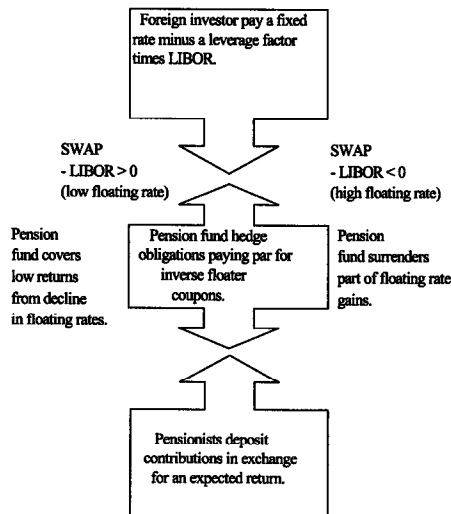 Foreign investor pay a fixed
rate minus a leverage factor
times LIBOR.
SWAP
- LIBOR > 0
(low floating rate)
SWAP
- LIBOR < 0
(high floating rate)
Pension
fund covers
low returns
from decline
in floating rates.
Pension fund hedge
obligations paying par for
inverse floater
coupons.
Pension
fund surrenders
part of floating rate
gains.
Pensionists deposit
contributions in exchange
for an expected return.